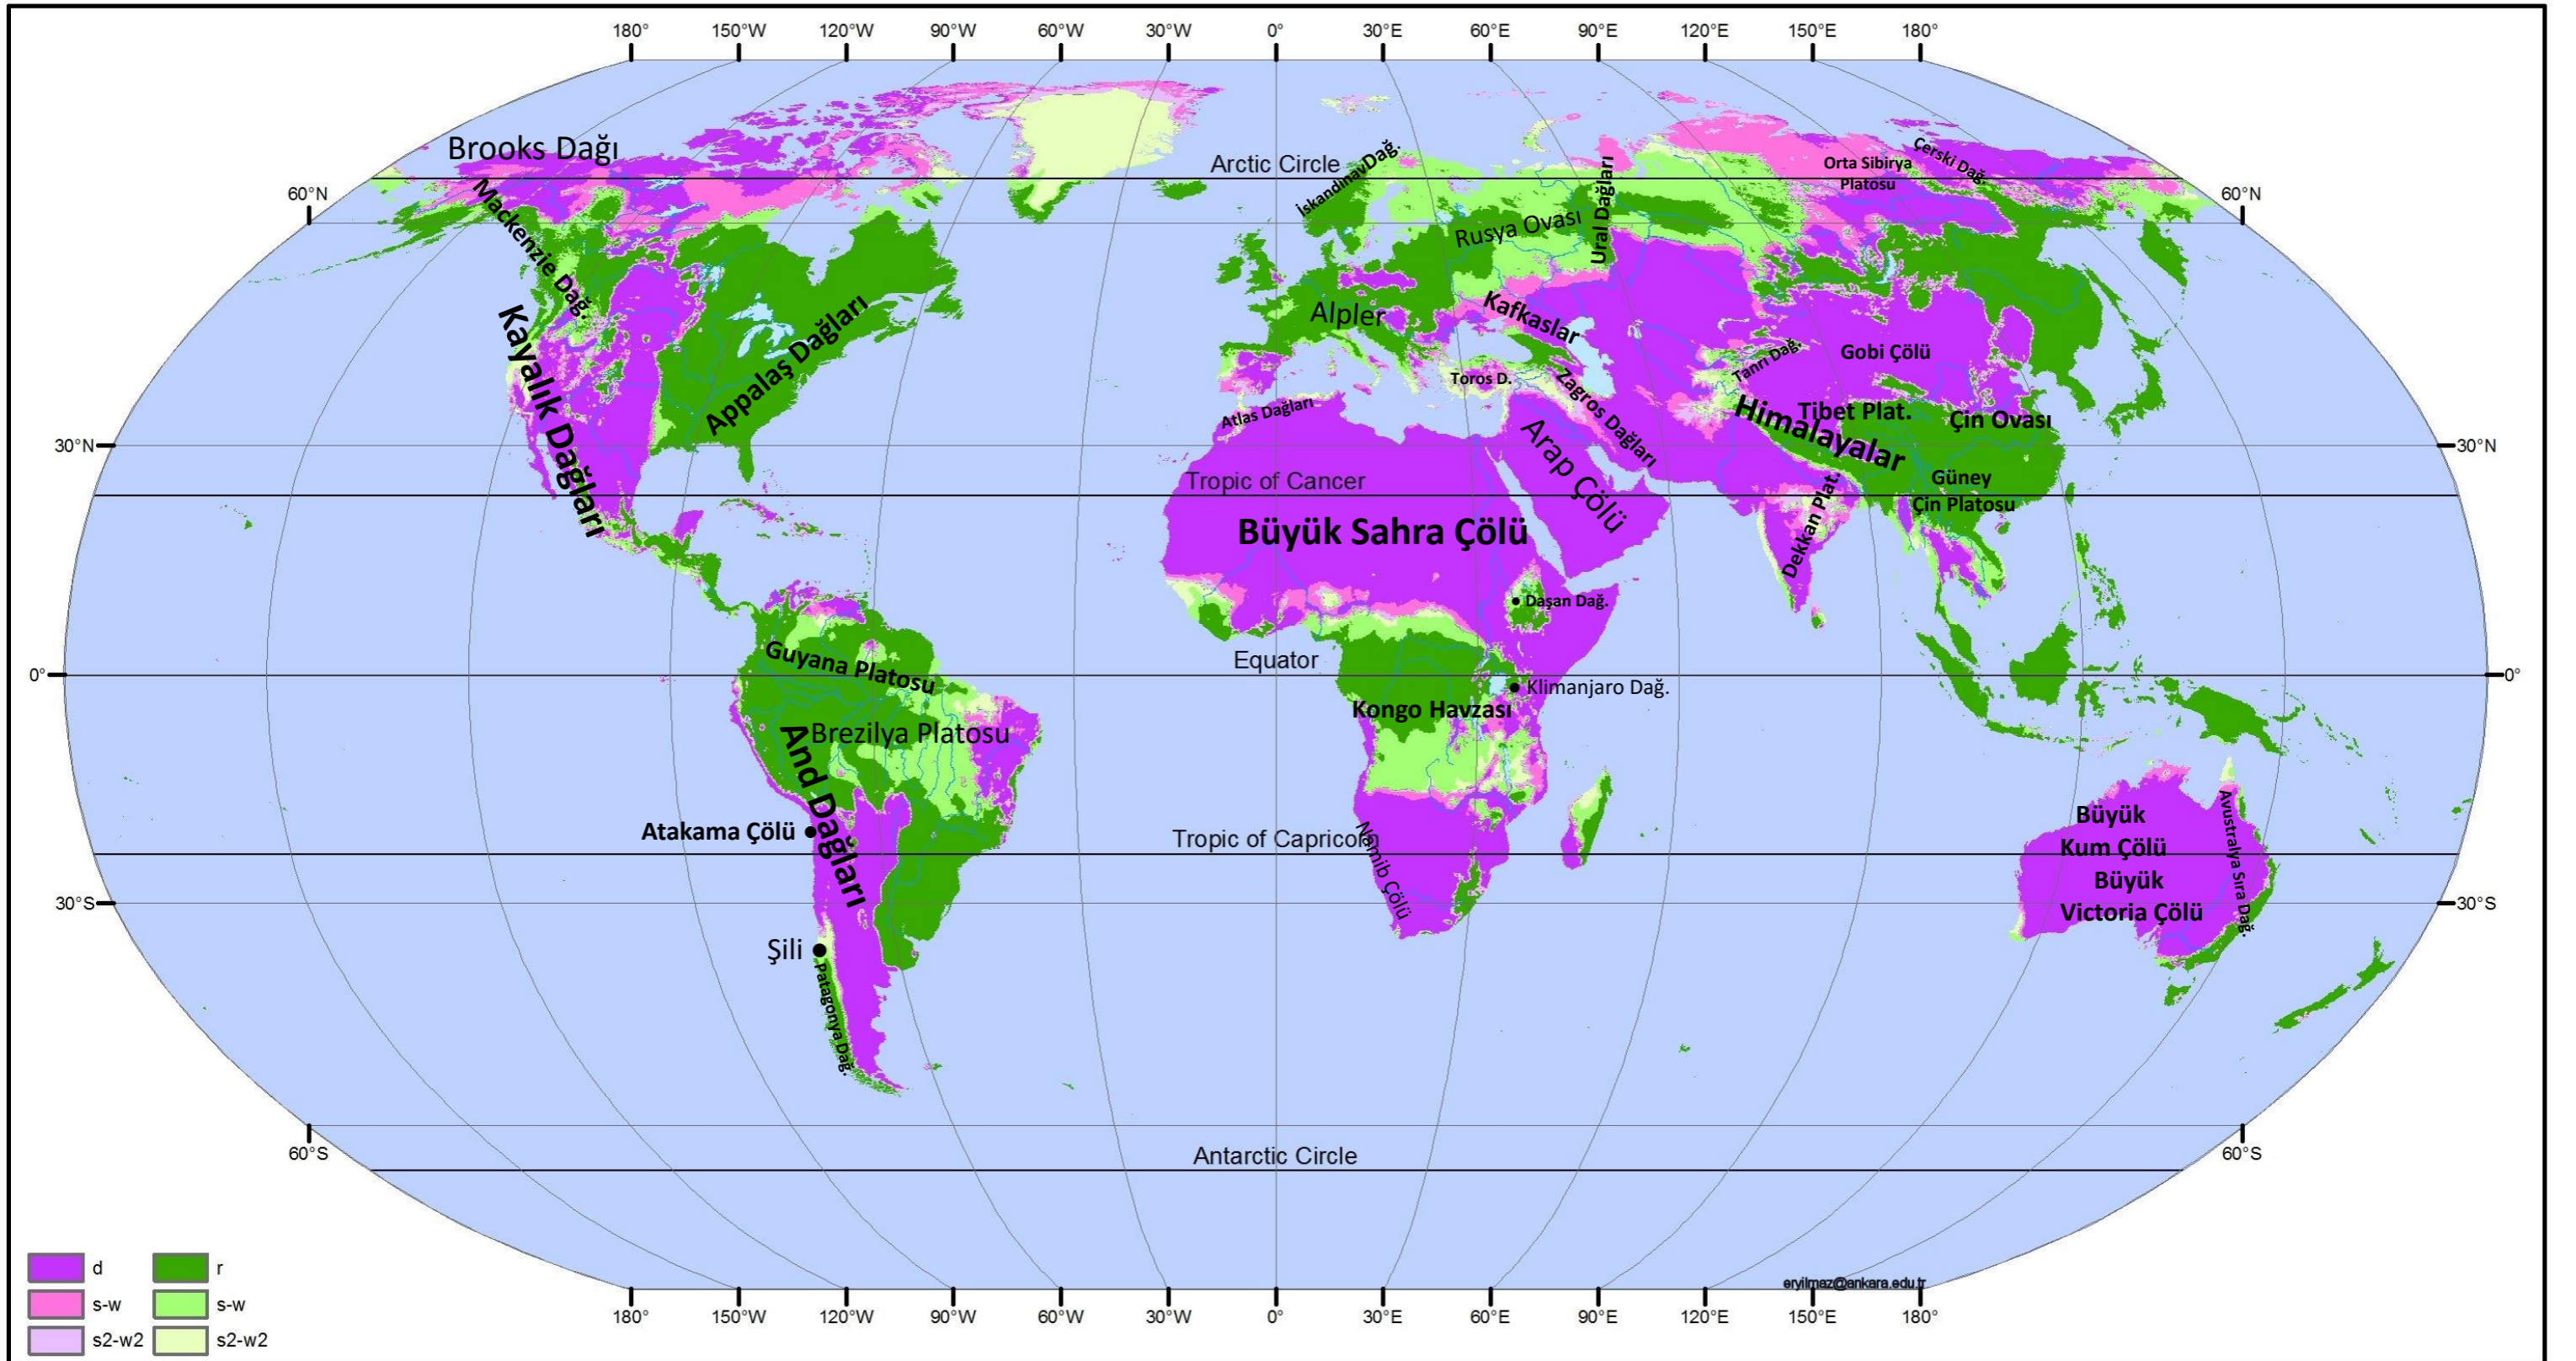 180° 150°W 120°W 90°W 60°W 30°W 0° 30°E 60°E 90°E 120°E 150°E 180°
Brooks Dağı
Arctic Circle
İskandinav Dağ.
Ural Dağları
Orta Sibirya
Platosu
Çerski Dağ.
60°N
60°N
Mackenzie Dağ.
Rusya Ovası
Kayalık Dağları
Appalaş Dağları
Alpler
Kafkaslar
Toros D.
Zagros Dağları
Tanrı Dağ.
Gobi Çölü
Atlas Dağları
Himalayalar
Tibet Plat.
Çin Ovası
30°N
30°N
Arap Çölü
Tropic of Cancer
Güney
Çin Platosu
Dekkan Plat.
Büyük Sahra Çölü
Daşan Dağ.
Guyana Platosu
Equator
0°
0°
Klimanjaro Dağ.
Kongo Havzası
Brezilya Platosu
And Dağları
Atakama Çölü
Tropic of Capricorn
Namib Çölü
Büyük
Kum Çölü
Büyük
Victoria Çölü
Avustralya Sıra Dağ.
30°S
30°S
Şili
Patagonya Dağ.
60°S
60°S
Antarctic Circle
d r
s-w s-w
s2-w2 s2-w2
eryilmaz@ankara.edu.tr
180° 150°W 120°W 90°W 60°W 30°W 0° 30°E 60°E 90°E 120°E 150°E 180°